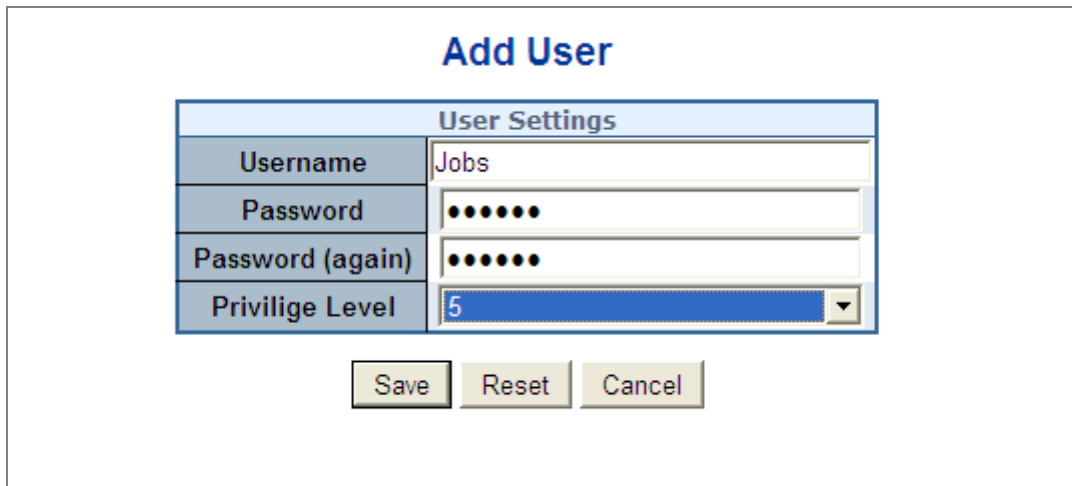 Add User
User Settings
Username Jobs
Password ••••••
Password (again) ••••••
Privilige Level 5
Save Reset Cancel